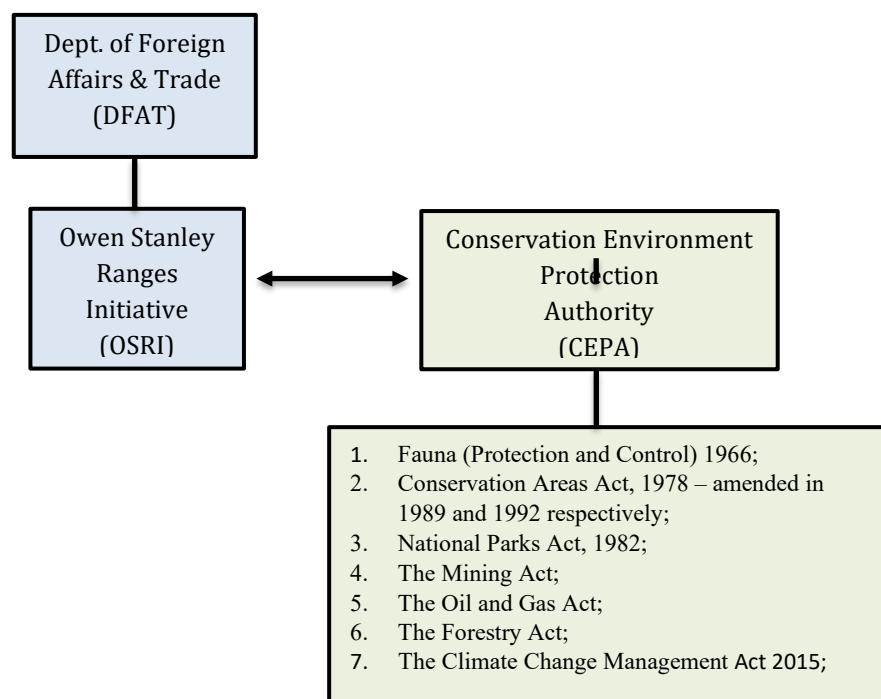 Dept. of Foreign
Affairs & Trade
(DFAT)
Owen Stanley
Ranges
Initiative
(OSRI)
Conservation Environment
Protection
Authority
(CEPA)
1. Fauna (Protection and Control) 1966;
2. Conservation Areas Act, 1978 – amended in
1989 and 1992 respectively;
3. National Parks Act, 1982;
4. The Mining Act;
5. The Oil and Gas Act;
6. The Forestry Act;
7. The Climate Change Management Act 2015;